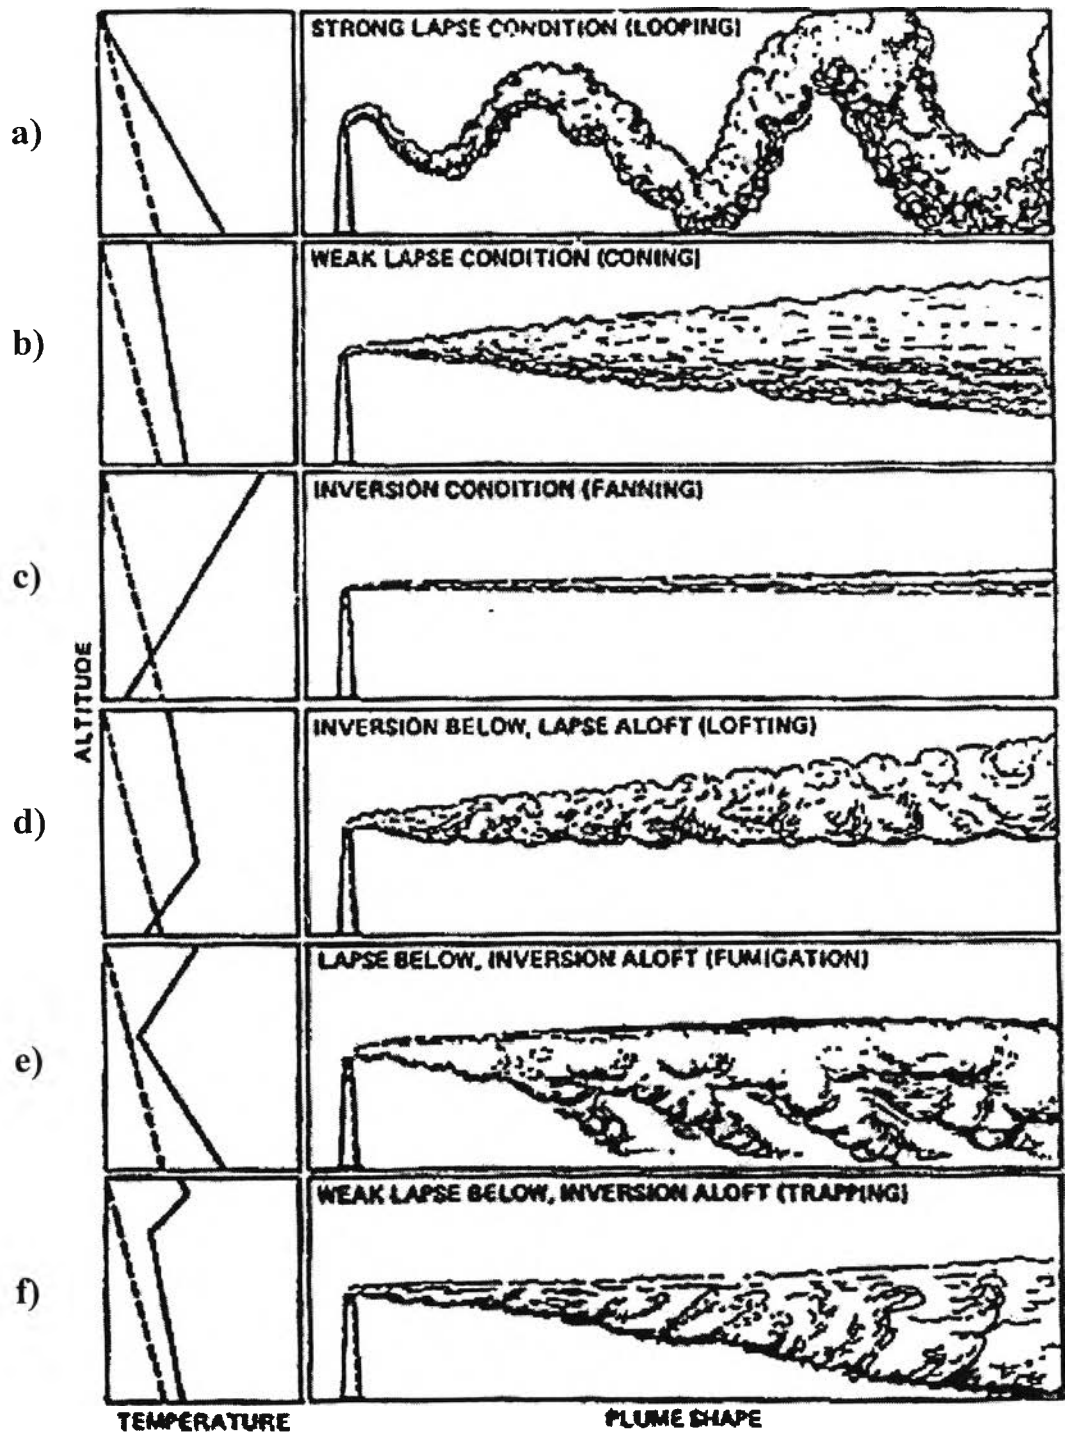 a)
STRONG LAPSE CONDITION (LOOPING)
b)
WEAK LAPSE CONDITION (CONING)
c)
INVERSION CONDITION (FANNING)
ALTITUDE
d)
INVERSION BELOW, LAPSE ALOFT (LOFTING)
e)
LAPSE BELOW, INVERSION ALOFT (FUMIGATION)
f)
WEAK LAPSE BELOW, INVERSION ALOFT (TRAPPING)
TEMPERATURE
PLUME SHAPE